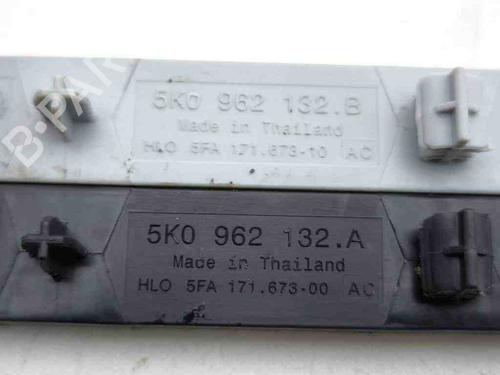 5K0 962 132.B
Made in Thailand
HLO 5FA 171.673-10 AC
5K0 962 132.A
Made in Thailand
HLO 5FA 171.673-00 AC
B-PARTS